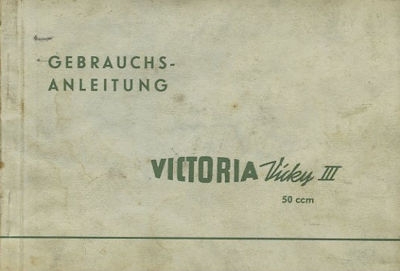 GEBRAUCHS-
ANLEITUNG
VICTORIA Vicky III
50 ccm